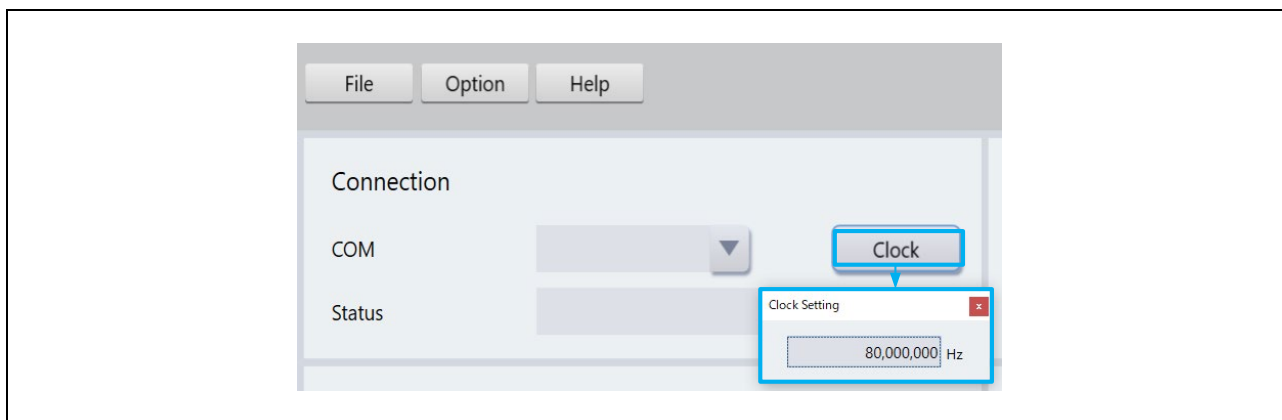 File Option Help
Connection
COM Clock
Status
Clock Setting x
80,000,000 Hz